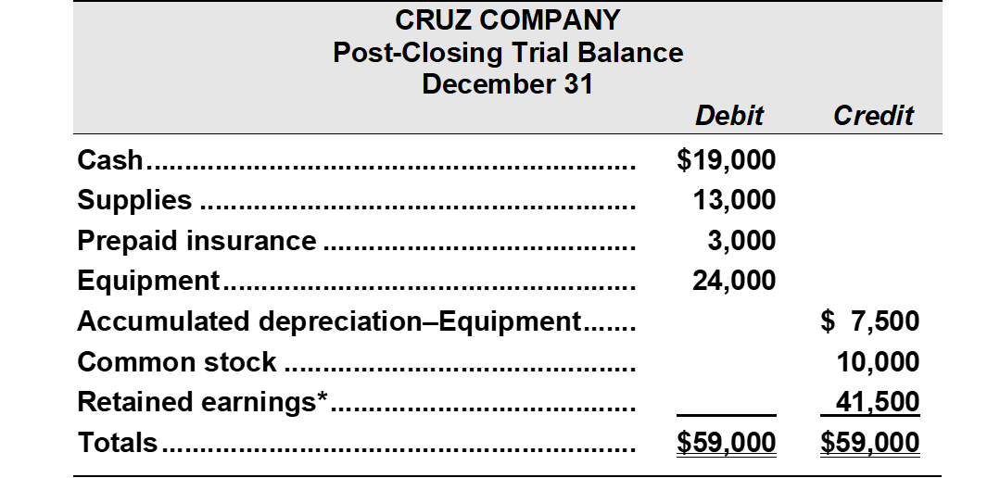 CRUZ COMPANY
Post-Closing Trial Balance
December 31
Debit Credit
Cash................................................................ $19,000
Supplies ......................................................... 13,000
Prepaid insurance ......................................... 3,000
Equipment...................................................... 24,000
Accumulated depreciation–Equipment....... $ 7,500
Common stock .............................................. 10,000
Retained earnings*........................................ 41,500
Totals.............................................................. $59,000 $59,000